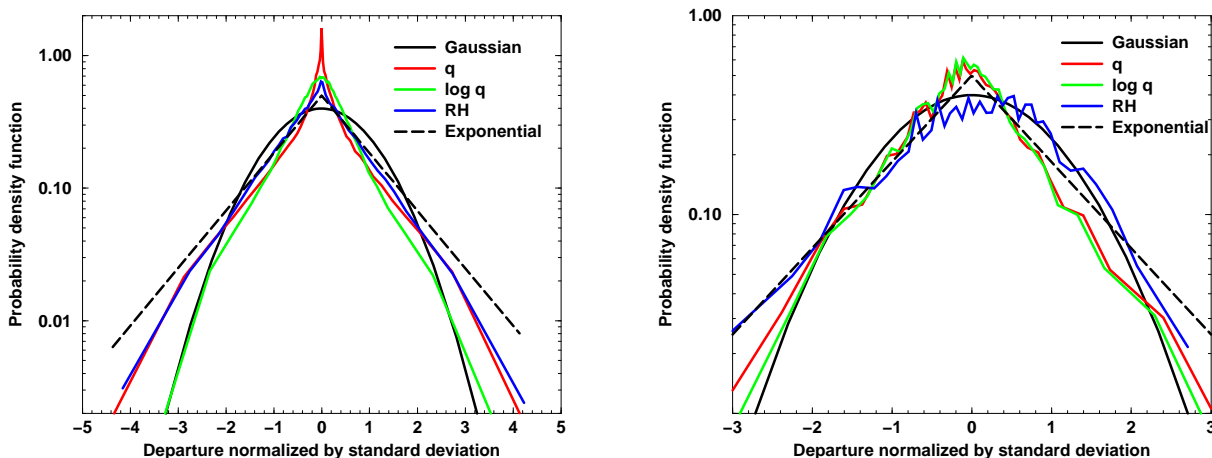 1.00
0.10
0.01
Probability density function
−5 −4 −3 −2 −1 0 1 2 3 4 5
Departure normalized by standard deviation
Gaussian
q
log q
RH
Exponential
1.00
0.10
Probability density function
−3 −2 −1 0 1 2 3
Departure normalized by standard deviation
Gaussian
q
log q
RH
Exponential